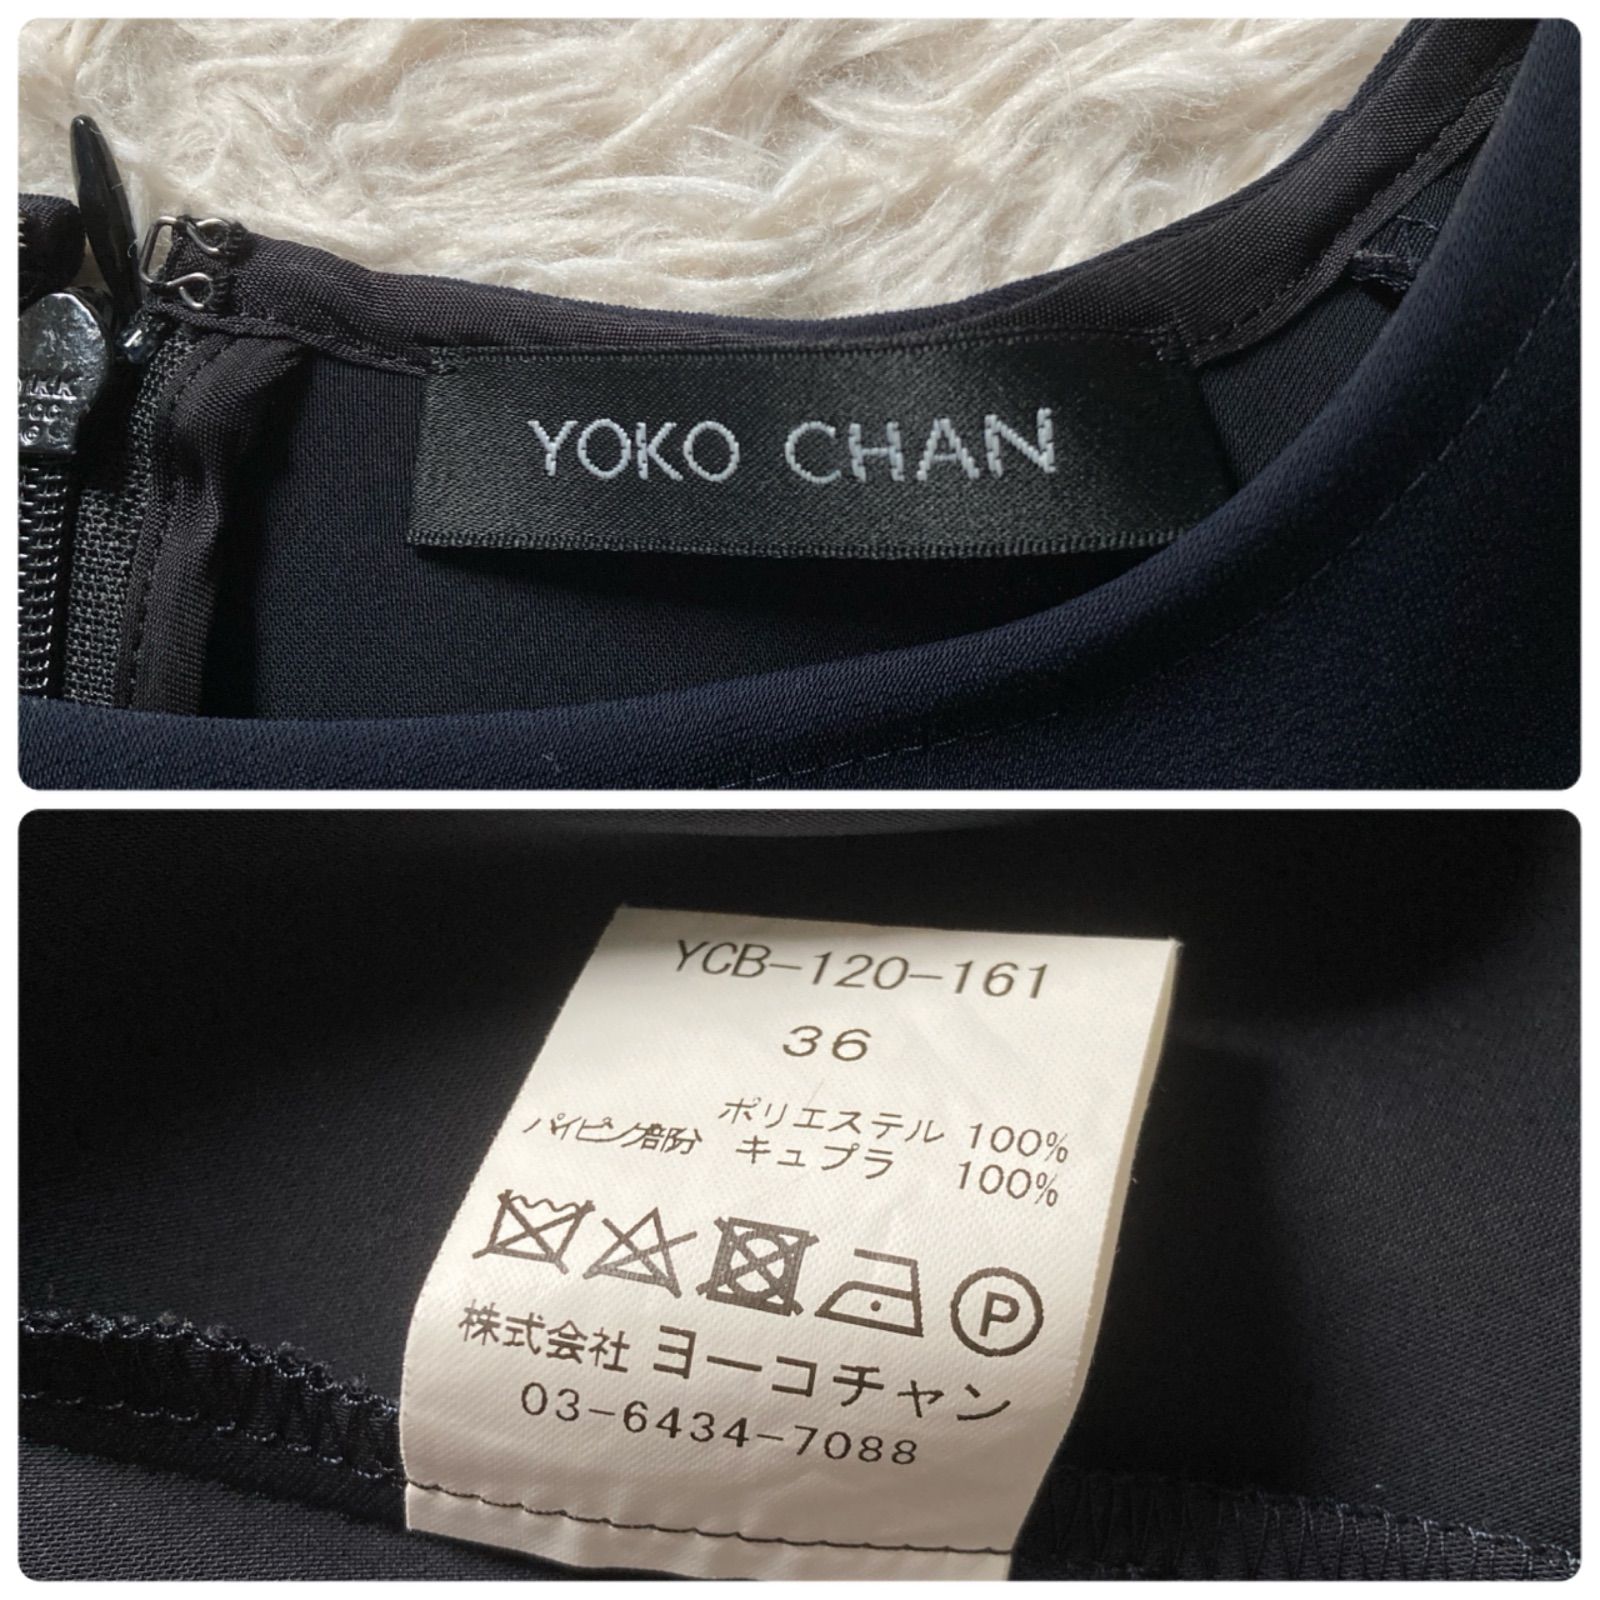 YKK
YOKO CHAN
YCB-120-161
36
ポリエステル 100%
パイピング部分 キュプラ 100%
P
株式会社 ヨーコチャン
03-6434-7088